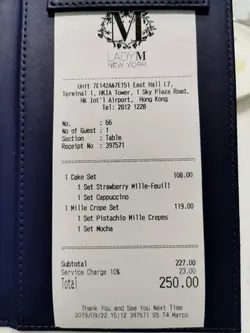 M
LADY M
NEW YORK
Unit 7E142A&7E151 East Hall L7,
Terminal 1, HKIA Tower, 1 Sky Plaza Road,
HK Int'l Airport, Hong Kong
Tel: 2812 1228
No. : 66
No of Guest : 1
Section : Table
Receipt No : 397571
1 Cake Set 108.00
1 Set Strawberry Mille-Feuill
1 Set Cappuccino
1 Mille Crepe Set 119.00
1 Set Pistachio Mille Crepes
1 Set Mocha
Subtotal 227.00
Service Charge 10% 23.00
Total 250.00
Thank You and See You Next Time
2019/09/22 15:12 397571 S5 T4 Marco